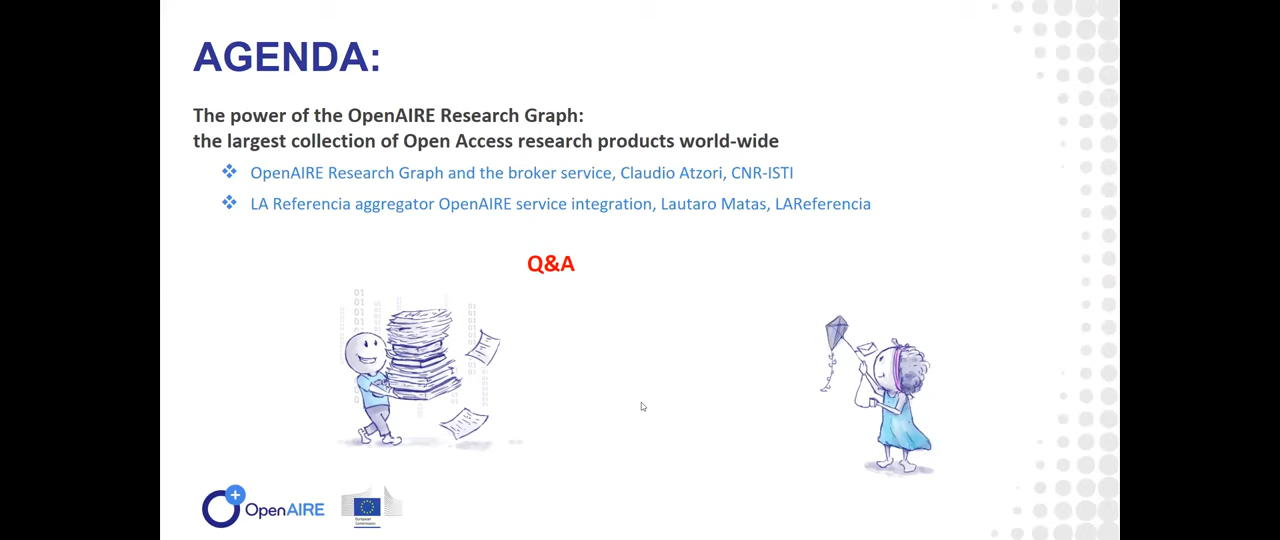 AGENDA:
The power of the OpenAIRE Research Graph:
the largest collection of Open Access research products world-wide
OpenAIRE Research Graph and the broker service, Claudio Atzori, CNR-ISTI
LA Referencia aggregator OpenAIRE service integration, Lautaro Matas, LAReferencia
Q&A
OpenAIRE
European
Commission